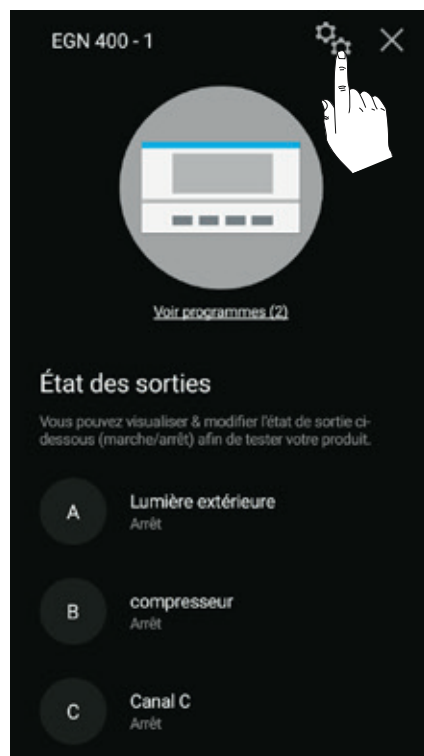 EGN 400 - 1
Voir programmes (2)
État des sorties
Vous pouvez visualiser & modifier l'état de sortie ci-
dessous (marche/arrêt) afin de tester votre produit.
A
Lumière extérieure
Arrêt
B
compresseur
Arrêt
C
Canal C
Arrêt